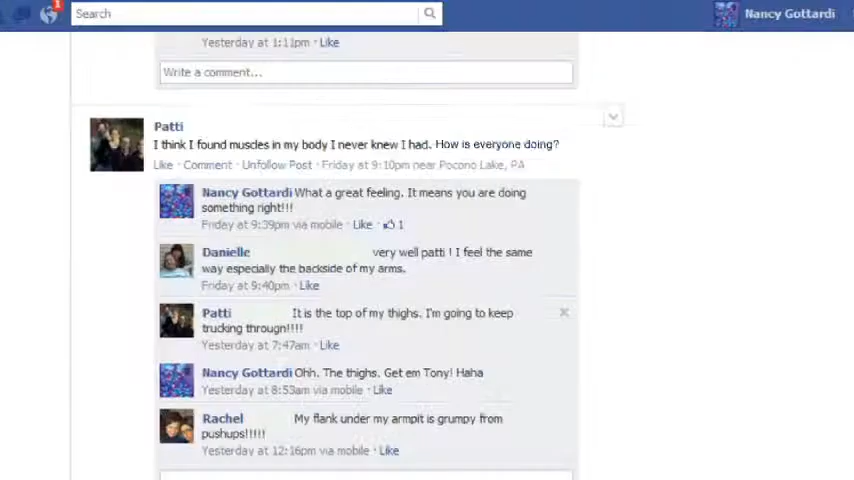 1
Search
Nancy Gottardi
Yesterday at 1:11pm · Like
Write a comment...
Patti
I think I found muscles in my body I never knew I had. How is everyone doing?
Like · Comment · Unfollow Post · Friday at 9:10pm near Pocono Lake, PA
Nancy Gottardi What a great feeling. It means you are doing
something right!!!
Friday at 9:39pm via mobile · Like · 1
Danielle very well patti ! I feel the same
way especially the backside of my arms.
Friday at 9:40pm · Like
Patti It is the top of my thighs. I'm going to keep
trucking through!!!!
Yesterday at 7:47am · Like
Nancy Gottardi Ohh. The thighs. Get em Tony! Haha
Yesterday at 8:53am via mobile · Like
Rachel My flank under my armpit is grumpy from
pushups!!!!!
Yesterday at 12:16pm via mobile · Like